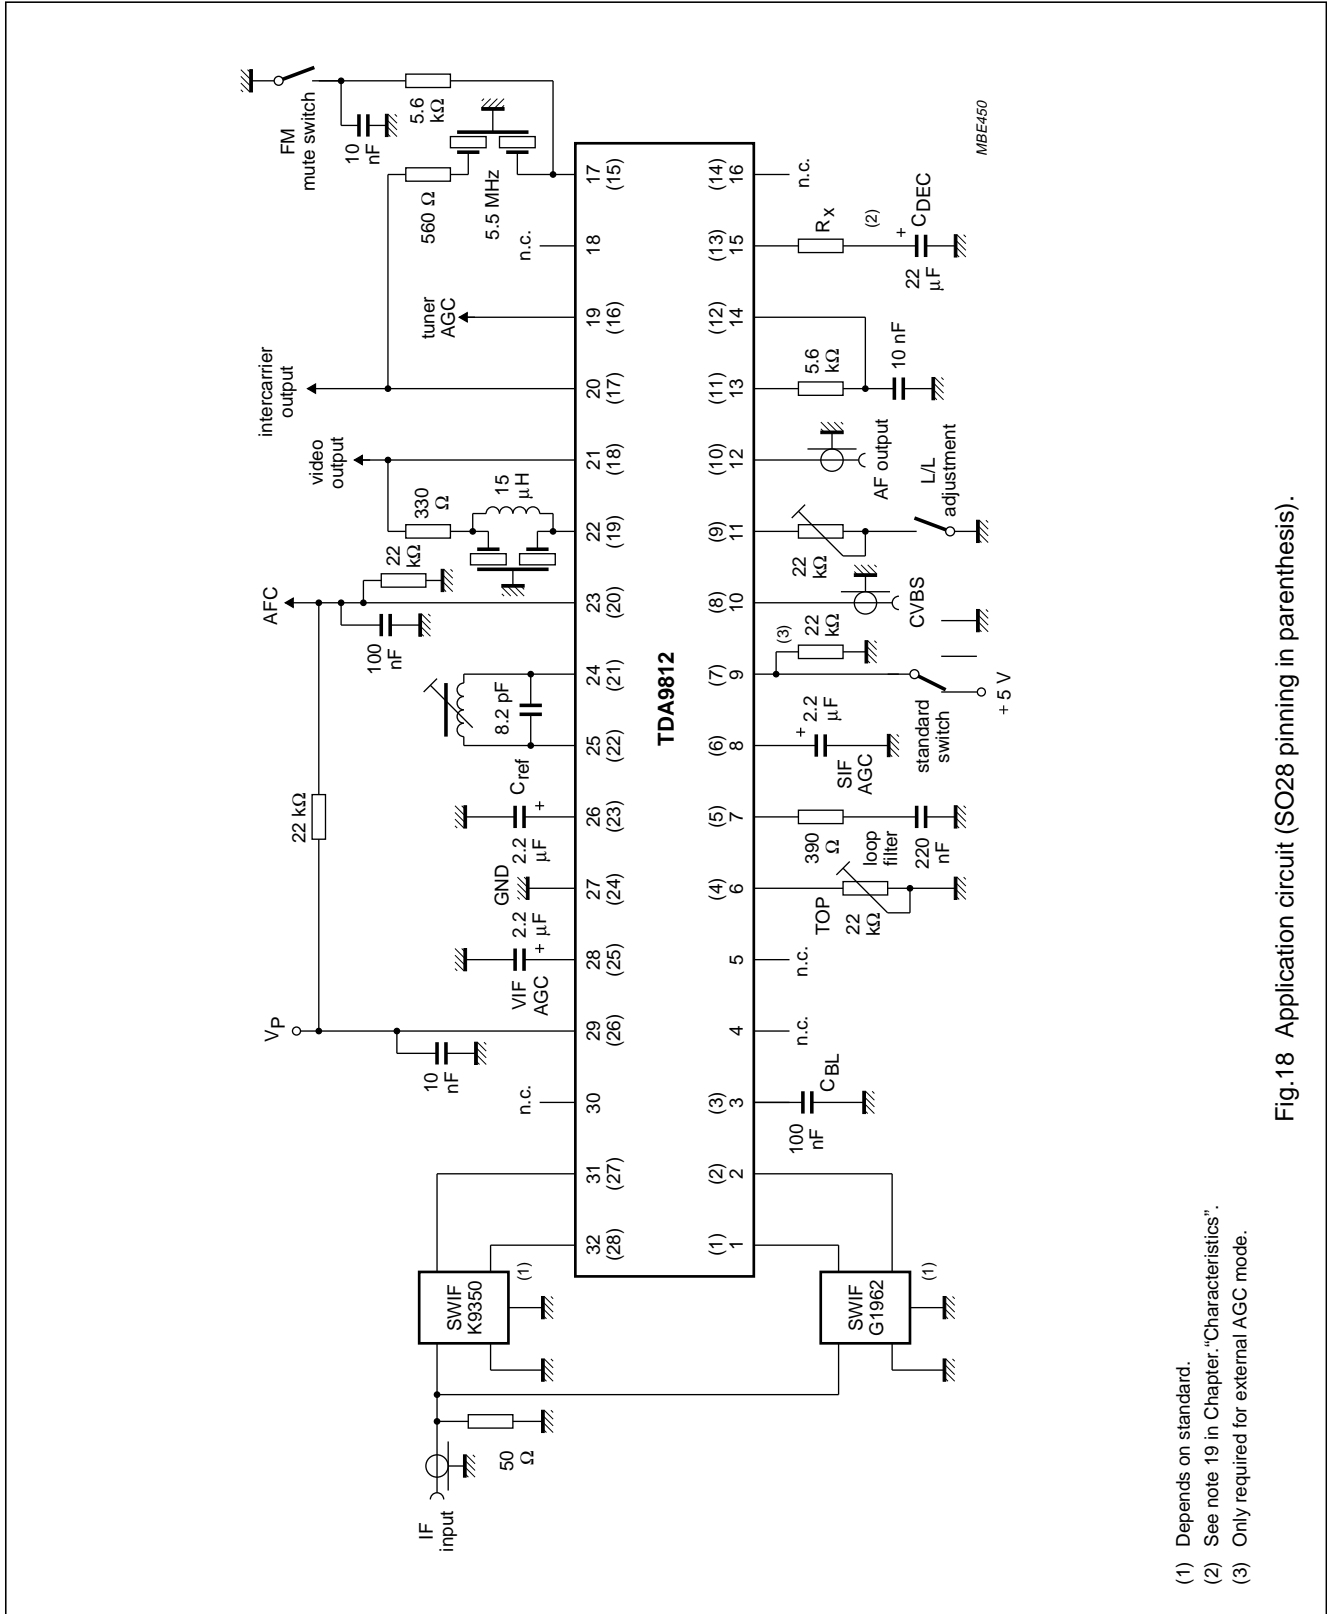 IF
input
50
Ω
SWIF
K9350
(1)
SWIF
G1962
(1)
VP
10
nF
22 kΩ
n.c.
VIF
AGC
2.2
μF
+
GND
2.2
μF
Cref
+
8.2 pF
AFC
100
nF
22
kΩ
330
Ω
15
μH
video
output
intercarrier
output
tuner
AGC
n.c.
560 Ω
5.5 MHz
5.6
kΩ
10
nF
FM
mute switch
32 31 30 29 28 27 26 25 24 23 22 21 20 19 18 17
(28) (27) (26) (25) (24) (23) (22) (21) (20) (19) (18) (17) (16) (15)
TDA9812
(1) (2) (3) (4) (5) (6) (7) (8) (9) (10) (11) (12) (13) (14)
1 2 3 4 5 6 7 8 9 10 11 12 13 14 15 16
100
nF
CBL
n.c.
n.c.
TOP
22
kΩ
390
Ω
loop
filter
220
nF
SIF
AGC
+ 2.2
μF
standard
switch
+ 5 V
(3)
22
kΩ
CVBS
22
kΩ
L/L
adjustment
AF output
5.6
kΩ
10 nF
Rx
(2)
22
μF
+
CDEC
n.c.
MBE450
(1) Depends on standard.
(2) See note 19 in Chapter.“Characteristics”.
(3) Only required for external AGC mode.
Fig.18 Application circuit (SO28 pinning in parenthesis).